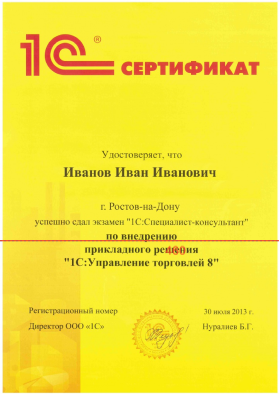 1С®
СЕРТИФИКАТ
Удостоверяет, что
Иванов Иван Иванович
г. Ростов-на-Дону
успешно сдал экзамен "1С:Специалист-консультант"
по внедрению
прикладного решения
"1С:Управление торговлей 8"
Регистрационный номер
30 июля 2013 г.
Директор ООО «1С»
Нуралиев Б.Г.